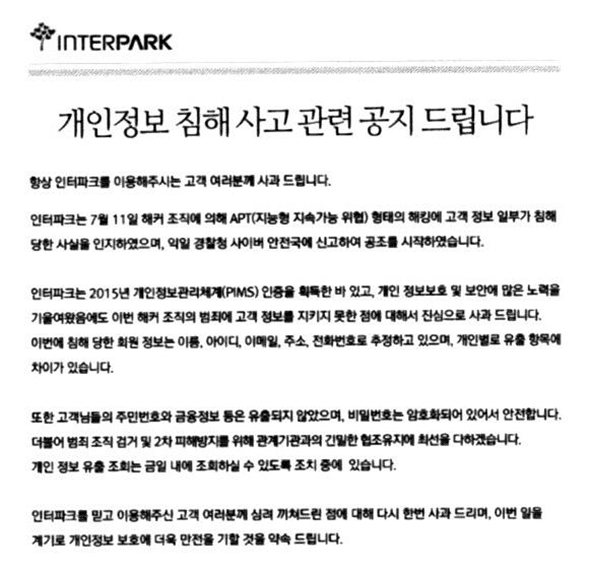 INTERPARK
개인정보 침해 사고 관련 공지 드립니다
항상 인터파크를 이용해주시는 고객 여러분께 사과 드립니다.
인터파크는 7월 11일 해커 조직에 의해 APT(지능형 지속가능 위협) 형태의 해킹에 고객 정보 일부가 침해
당한 사실을 인지하였으며, 익일 경찰청 사이버 안전국에 신고하여 공조를 시작하였습니다.
인터파크는 2015년 개인정보관리체계(PIMS) 인증을 획득한 바 있고, 개인 정보보호 및 보안에 많은 노력을
기울여왔음에도 이번 해커 조직의 범죄에 고객 정보를 지키지 못한 점에 대해서 진심으로 사과 드립니다.
이번에 침해 당한 회원 정보는 이름, 아이디, 이메일, 주소, 전화번호로 추정하고 있으며, 개인별로 유출 항목에
차이가 있습니다.
또한 고객님들의 주민번호와 금융정보 등은 유출되지 않았으며, 비밀번호는 암호화되어 있어서 안전합니다.
더불어 범죄 조직 검거 및 2차 피해방지를 위해 관계기관과의 긴밀한 협조유지에 최선을 다하겠습니다.
개인 정보 유출 조회는 금일 내에 조회하실 수 있도록 조치 중에 있습니다.
인터파크를 믿고 이용해주신 고객 여러분께 심려 끼쳐드린 점에 대해 다시 한번 사과 드리며, 이번 일을
계기로 개인정보 보호에 더욱 만전을 기할 것을 약속 드립니다.